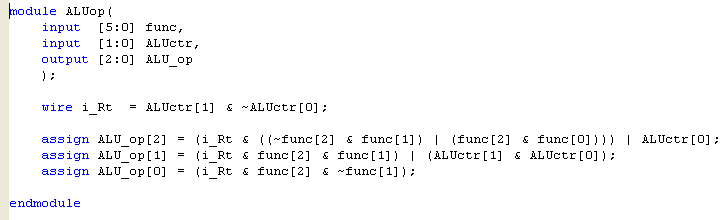 module ALUop(
input [5:0] func,
input [1:0] ALUctr,
output [2:0] ALU_op
);
wire i_Rt = ALUctr[1] & ~ALUctr[0];
assign ALU_op[2] = (i_Rt & ((~func[2] & func[1]) | (func[2] & func[0]))) | ALUctr[0];
assign ALU_op[1] = (i_Rt & func[2] & func[1]) | (ALUctr[1] & ALUctr[0]);
assign ALU_op[0] = (i_Rt & func[2] & ~func[1]);
endmodule